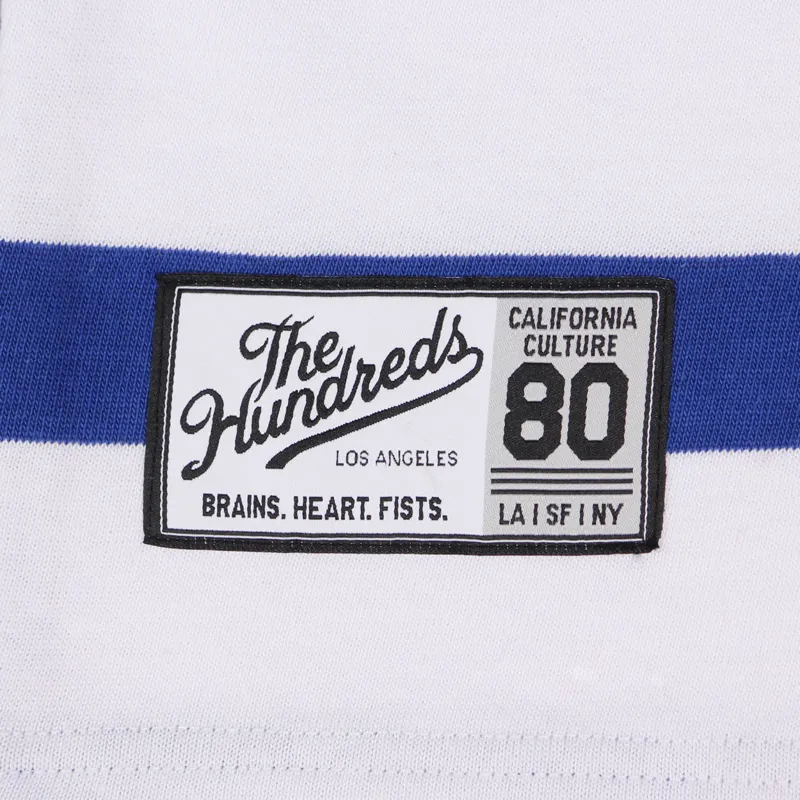 The
Hundreds
LOS ANGELES
BRAINS. HEART. FISTS.
CALIFORNIA
CULTURE
80
LA | SF | NY